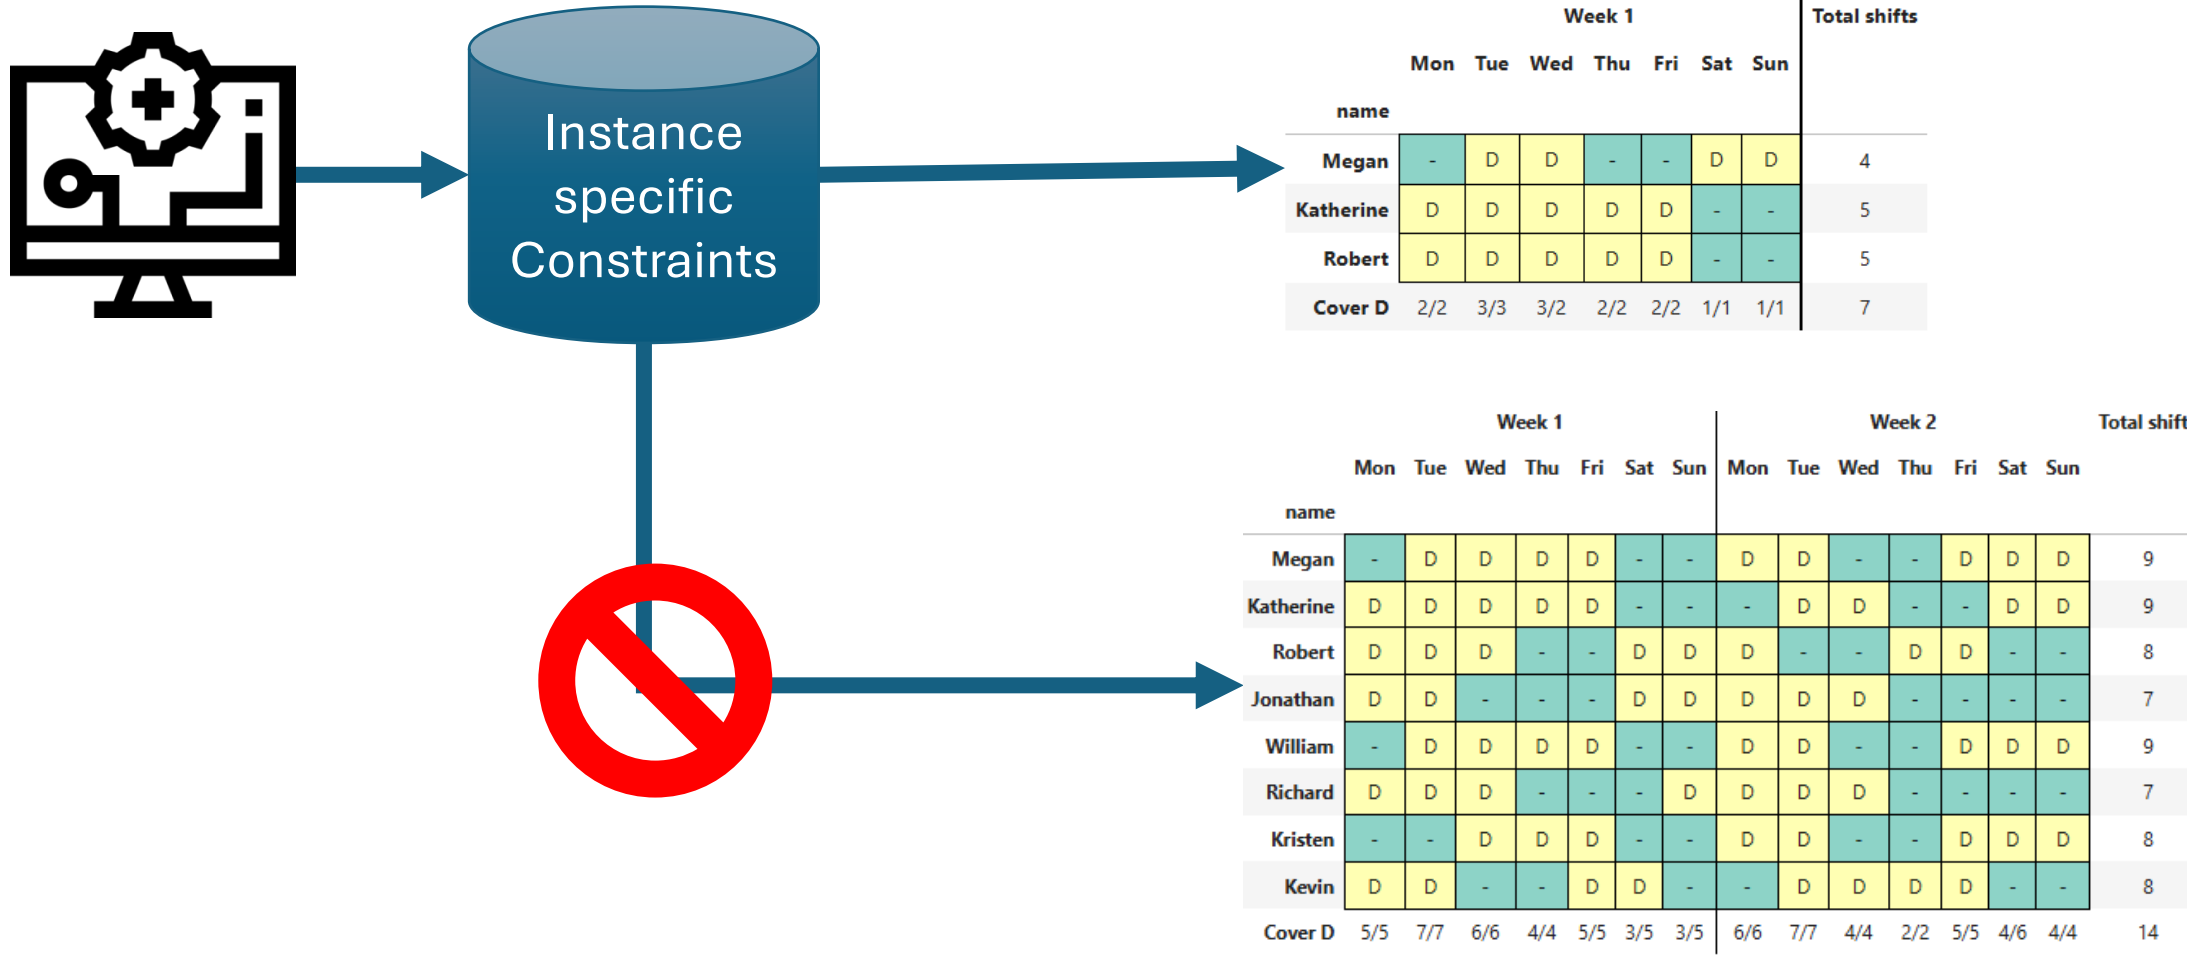 Instance
specific
Constraints
Week 1 Total shifts
Mon Tue Wed Thu Fri Sat Sun
name
Megan - D D - - D D 4
Katherine D D D D D - - 5
Robert D D D D D - - 5
Cover D 2/2 3/3 3/2 2/2 2/2 1/1 1/1 7
Week 1 Week 2 Total shift
Mon Tue Wed Thu Fri Sat Sun Mon Tue Wed Thu Fri Sat Sun
name
Megan - D D D D - - D D - - D D D 9
Katherine D D D D D - - - D D - - D D 9
Robert D D D - - D D D - - D D - - 8
Jonathan D D - - - D D D D D - - - - 7
William - D D D D - - D D - - D D D 9
Richard D D D - - - D D D D - - - - 7
Kristen - - D D D - - D D - - D D D 8
Kevin D D - - D D - - D D D D - - 8
Cover D 5/5 7/7 6/6 4/4 5/5 3/5 3/5 6/6 7/7 4/4 2/2 5/5 4/6 4/4 14